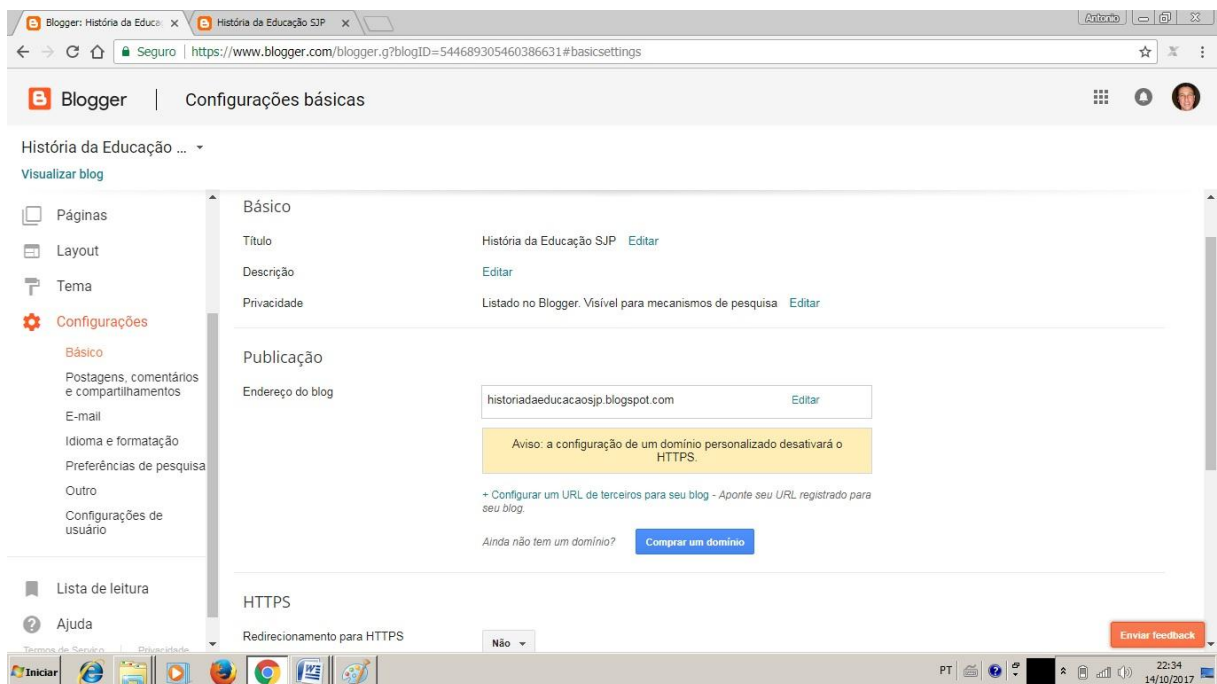 Blogger: História da Educa
História da Educação SJP
Antonio
Seguro
https://www.blogger.com/blogger.g?blogID=544689305460386631#basicsettings
Blogger
Configurações básicas
História da Educação ...
Visualizar blog
Páginas
Layout
Tema
Configurações
Básico
Postagens, comentários
e compartilhamentos
E-mail
Idioma e formatação
Preferências de pesquisa
Outro
Configurações de
usuário
Lista de leitura
Ajuda
Termos de Serviço
Privacidade
Básico
Título
História da Educação SJP Editar
Descrição
Editar
Privacidade
Listado no Blogger. Visível para mecanismos de pesquisa Editar
Publicação
Endereço do blog
historiadaeducacaosjp.blogspot.com Editar
Aviso: a configuração de um domínio personalizado desativará o
HTTPS.
+ Configurar um URL de terceiros para seu blog - Aponte seu URL registrado para
seu blog.
Ainda não tem um domínio?
Comprar um domínio
HTTPS
Redirecionamento para HTTPS
Não
Enviar feedback
Iniciar
PT
22:34
14/10/2017